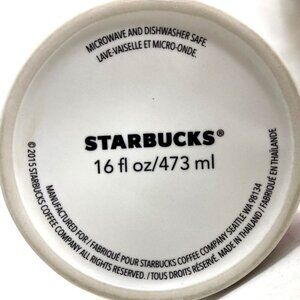 MICROWAVE AND DISHWASHER SAFE.
LAVE-VAISELLE ET MICRO-ONDE.
STARBUCKS®
16 fl oz/473 ml
©2015 STARBUCKS COFFEE COMPANY ALL RIGHTS RESERVED. / TOUS DROITS RÉSERVÉ. MADE IN THAILAND / FABRIQUÉ EN THAÏLANDE
MANUFACTURED FOR / FABRIQUÉ POUR STARBUCKS COFFEE COMPANY SEATTLE WA 98134